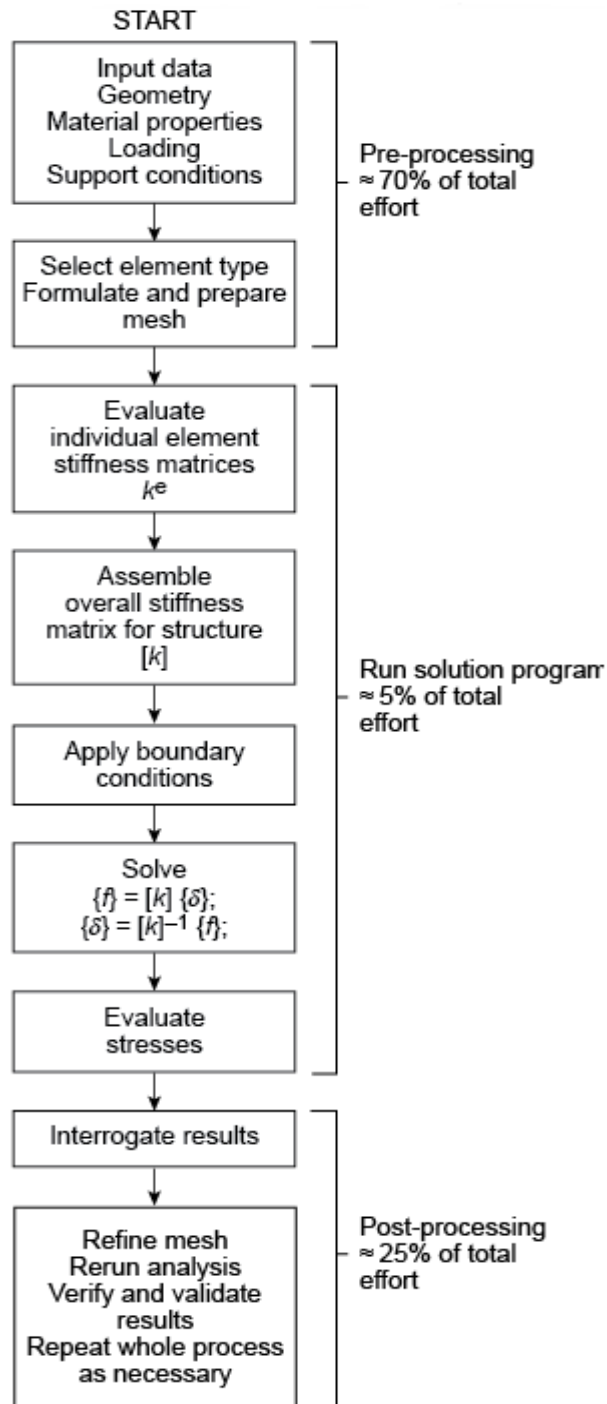 START
Input data
Geometry
Material properties
Loading
Support conditions
Pre-processing
≈ 70% of total
effort
Select element type
Formulate and prepare
mesh
Evaluate
individual element
stiffness matrices
kᵉ
Assemble
overall stiffness
matrix for structure
[k]
Run solution program
≈ 5% of total
effort
Apply boundary
conditions
Solve
{f} = [k] {δ};
{δ} = [k]⁻¹ {f};
Evaluate
stresses
Interrogate results
Post-processing
≈ 25% of total
effort
Refine mesh
Rerun analysis
Verify and validate
results
Repeat whole process
as necessary